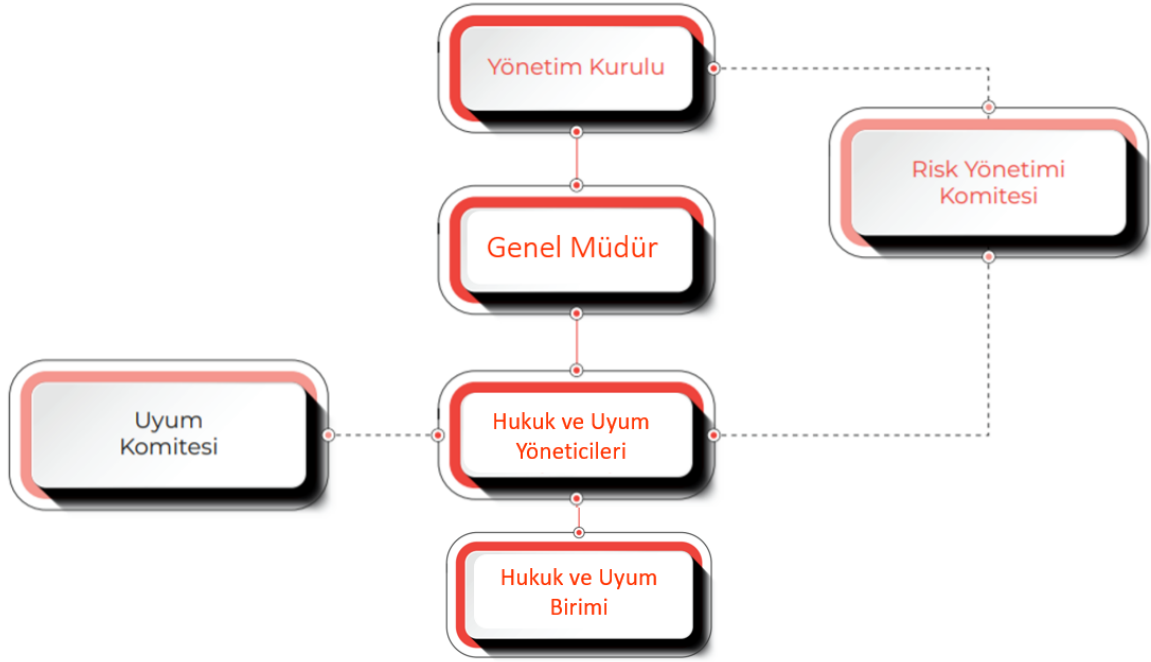 Yönetim Kurulu
Risk Yönetimi
Komitesi
Genel Müdür
Uyum
Komitesi
Hukuk ve Uyum
Yöneticileri
Hukuk ve Uyum
Birimi